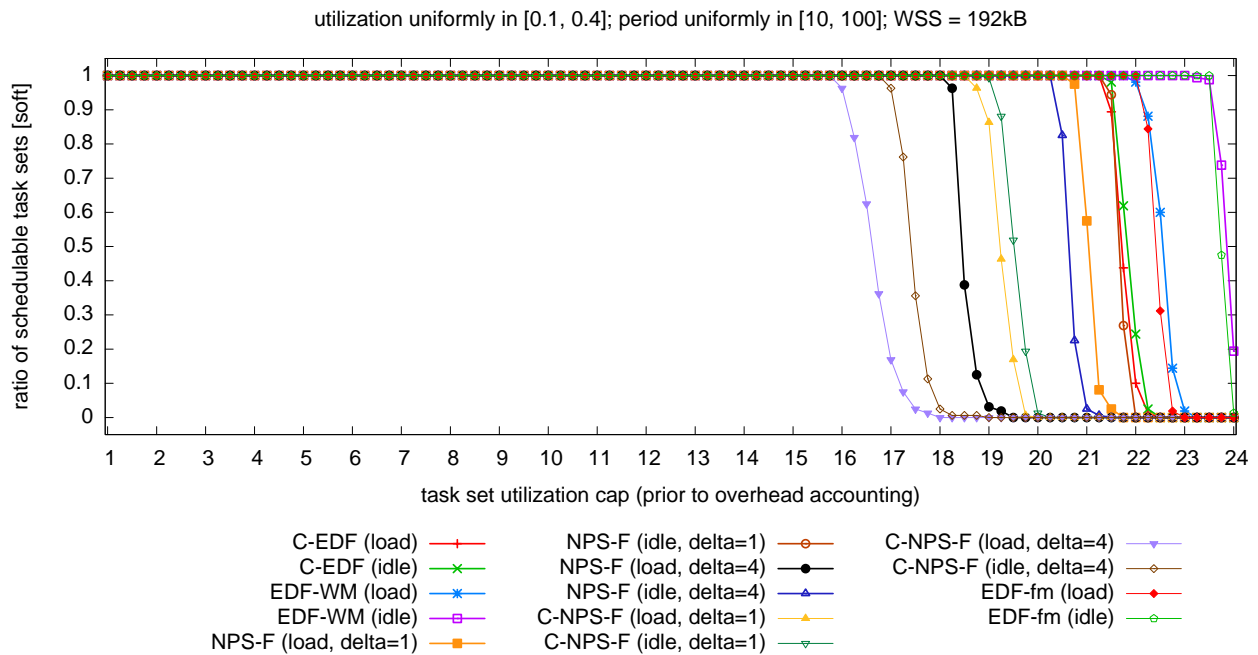 utilization uniformly in [0.1, 0.4]; period uniformly in [10, 100]; WSS = 192kB
ratio of schedulable task sets [soft]
1
0.9
0.8
0.7
0.6
0.5
0.4
0.3
0.2
0.1
0
1 2 3 4 5 6 7 8 9 10 11 12 13 14 15 16 17 18 19 20 21 22 23 24
task set utilization cap (prior to overhead accounting)
C-EDF (load)
C-EDF (idle)
EDF-WM (load)
EDF-WM (idle)
NPS-F (load, delta=1)
NPS-F (idle, delta=1)
NPS-F (load, delta=4)
NPS-F (idle, delta=4)
C-NPS-F (load, delta=1)
C-NPS-F (idle, delta=1)
C-NPS-F (load, delta=4)
C-NPS-F (idle, delta=4)
EDF-fm (load)
EDF-fm (idle)